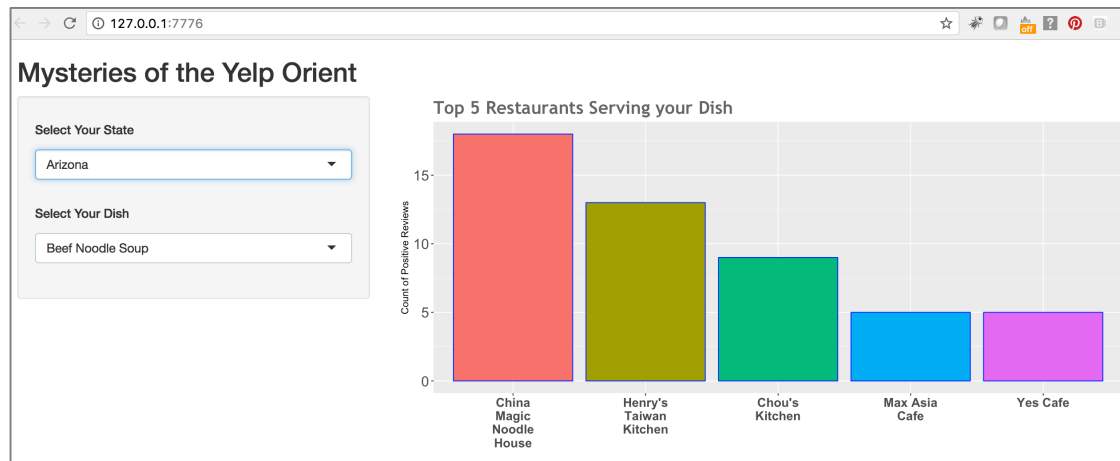 127.0.0.1:7776
off
Mysteries of the Yelp Orient
Select Your State
Arizona
Select Your Dish
Beef Noodle Soup
Top 5 Restaurants Serving your Dish
Count of Positive Reviews
15
10
5
0
China
Magic
Noodle
House
Henry's
Taiwan
Kitchen
Chou's
Kitchen
Max Asia
Cafe
Yes Cafe